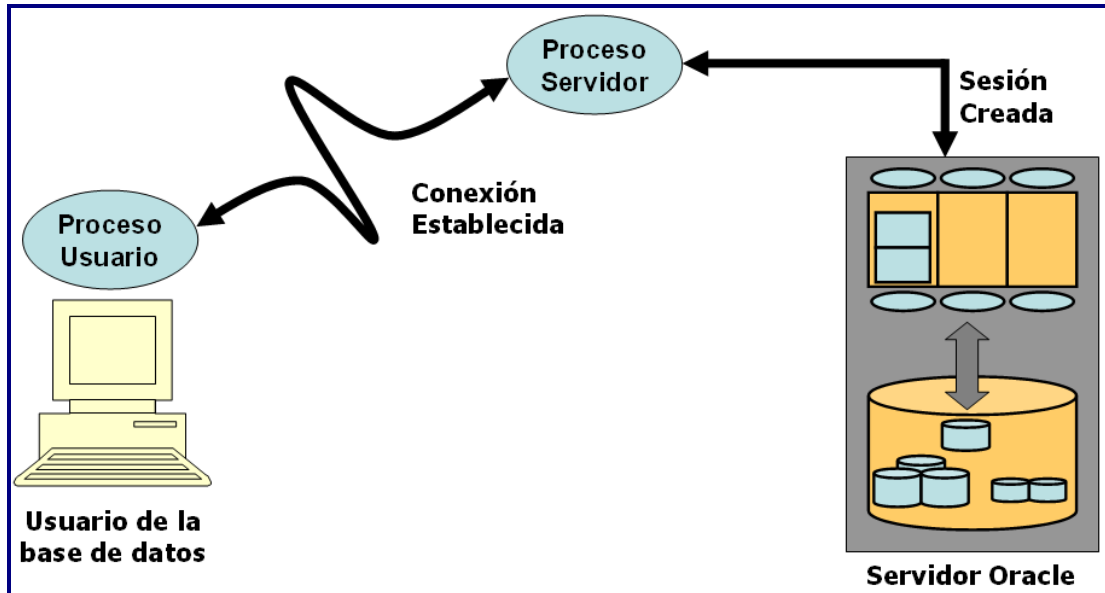 Proceso
Servidor
Sesión
Creada
Conexión
Establecida
Proceso
Usuario
Usuario de la
base de datos
Servidor Oracle